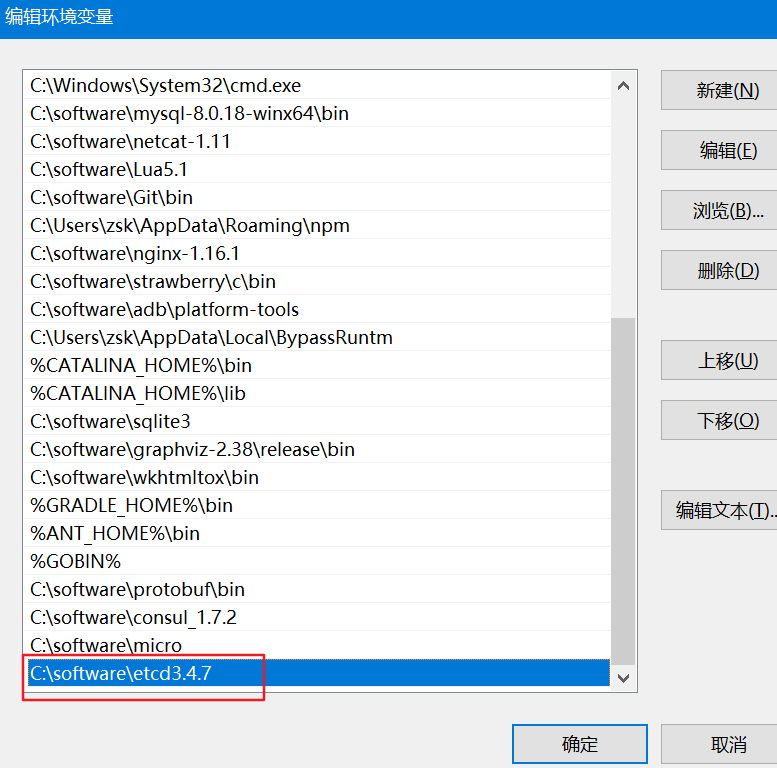 编辑环境变量
C:\Windows\System32\cmd.exe
C:\software\mysql-8.0.18-winx64\bin
C:\software\netcat-1.11
C:\software\Lua5.1
C:\software\Git\bin
C:\Users\zsk\AppData\Roaming\npm
C:\software\nginx-1.16.1
C:\software\strawberry\c\bin
C:\software\adb\platform-tools
C:\Users\zsk\AppData\Local\BypassRuntm
%CATALINA_HOME%\bin
%CATALINA_HOME%\lib
C:\software\sqlite3
C:\software\graphviz-2.38\release\bin
C:\software\wkhtmltox\bin
%GRADLE_HOME%\bin
%ANT_HOME%\bin
%GOBIN%
C:\software\protobuf\bin
C:\software\consul_1.7.2
C:\software\micro
C:\software\etcd3.4.7
新建(N)
编辑(E)
浏览(B)...
删除(D)
上移(U)
下移(O)
编辑文本(T)..
确定
取消